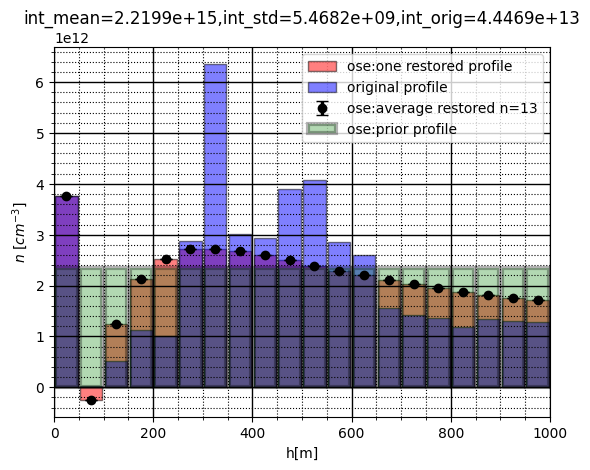 int_mean=2.2199e+15,int_std=5.4682e+09,int_orig=4.4469e+13
1e12
ose:one restored profile
original profile
ose:average restored n=13
ose:prior profile
6
5
4
3
2
1
0
n [cm⁻³]
0 200 400 600 800 1000
h[m]